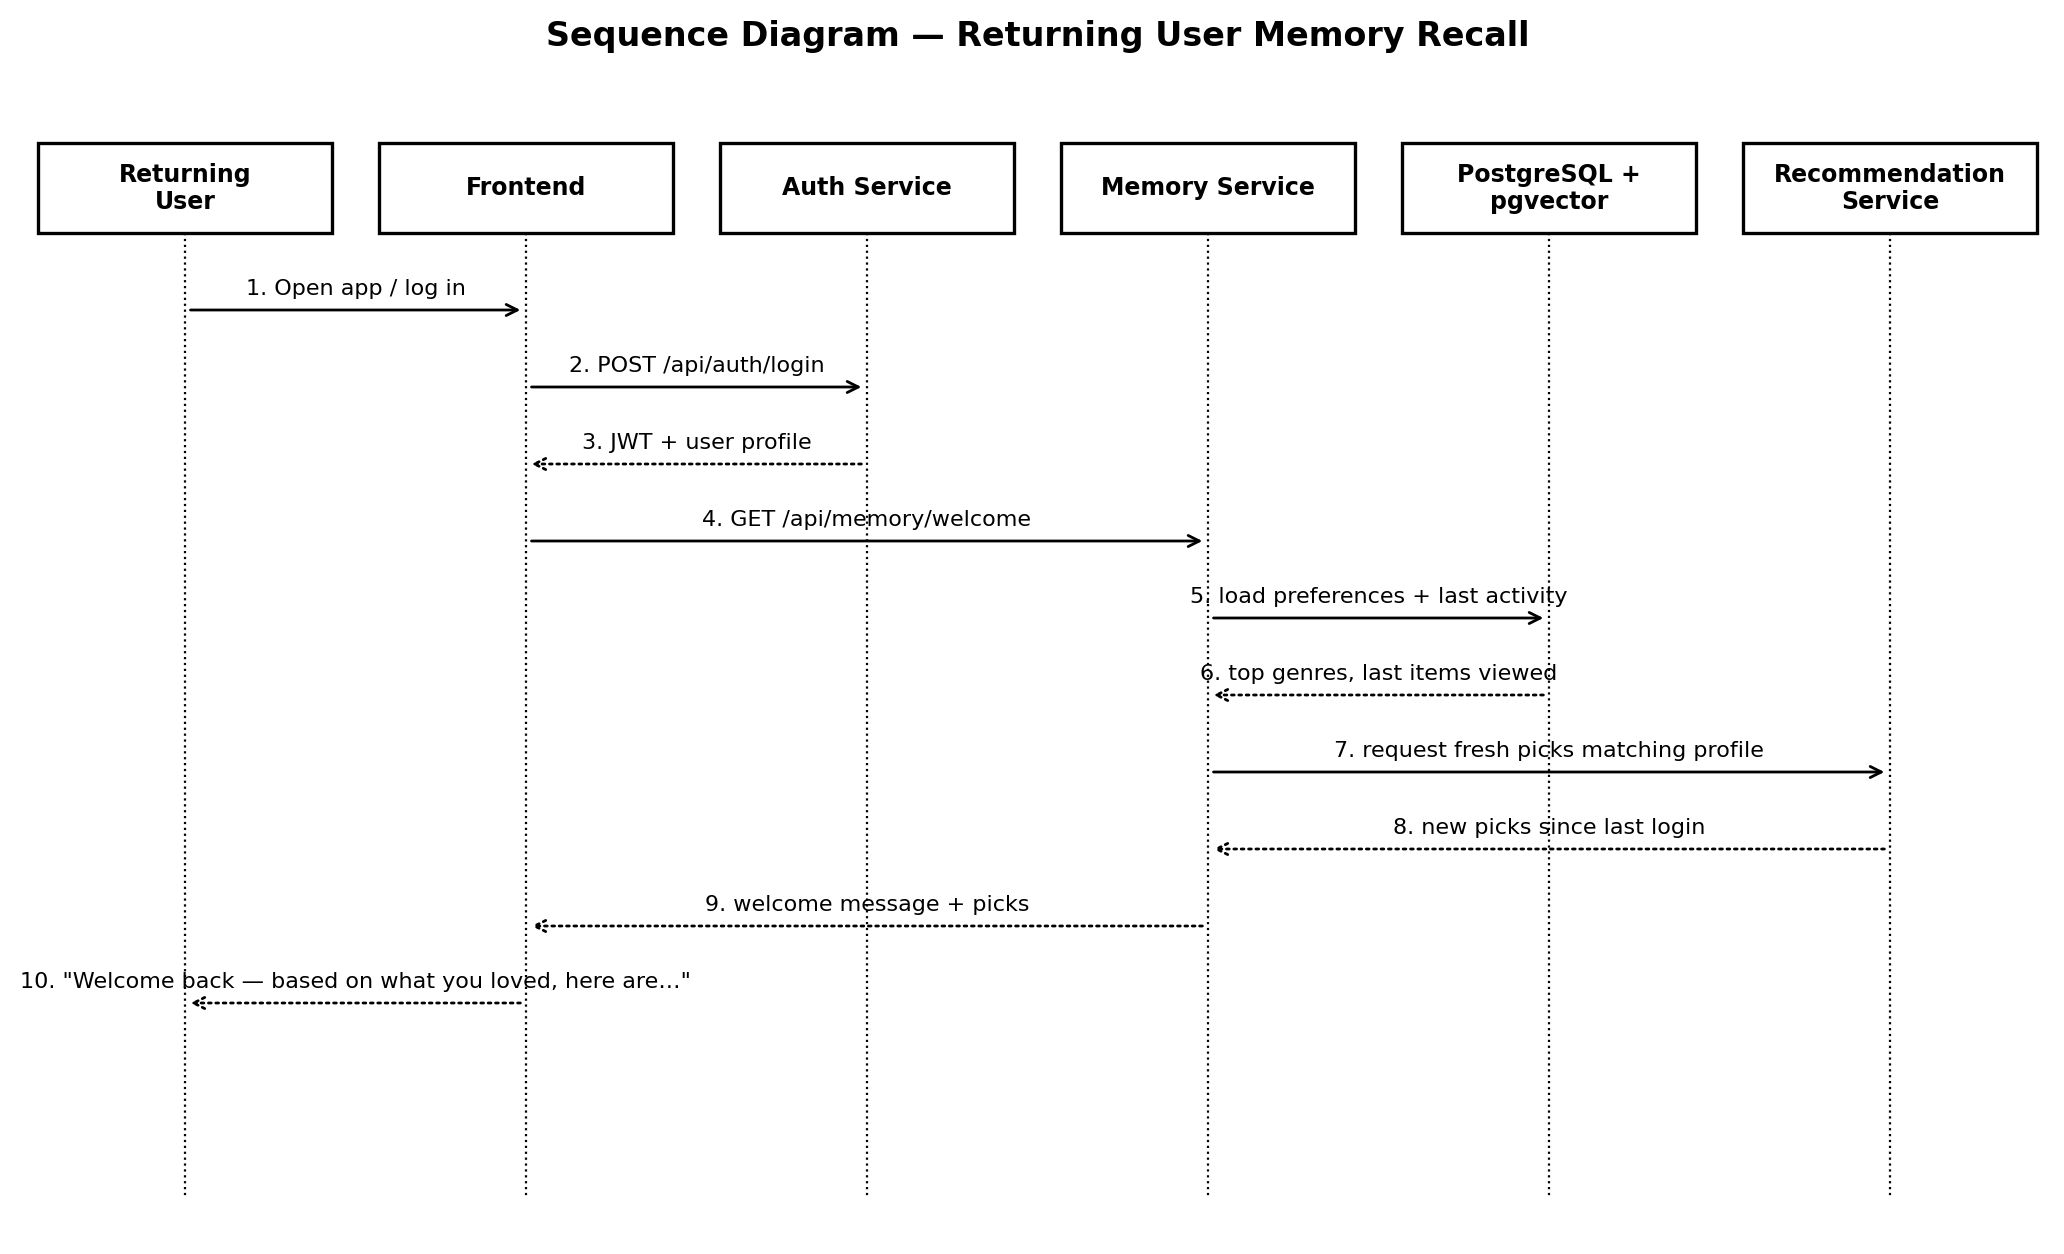 Sequence Diagram — Returning User Memory Recall
Returning
User
Frontend
Auth Service
Memory Service
PostgreSQL +
pgvector
Recommendation
Service
1. Open app / log in
2. POST /api/auth/login
3. JWT + user profile
4. GET /api/memory/welcome
5. load preferences + last activity
6. top genres, last items viewed
7. request fresh picks matching profile
8. new picks since last login
9. welcome message + picks
10. "Welcome back — based on what you loved, here are..."